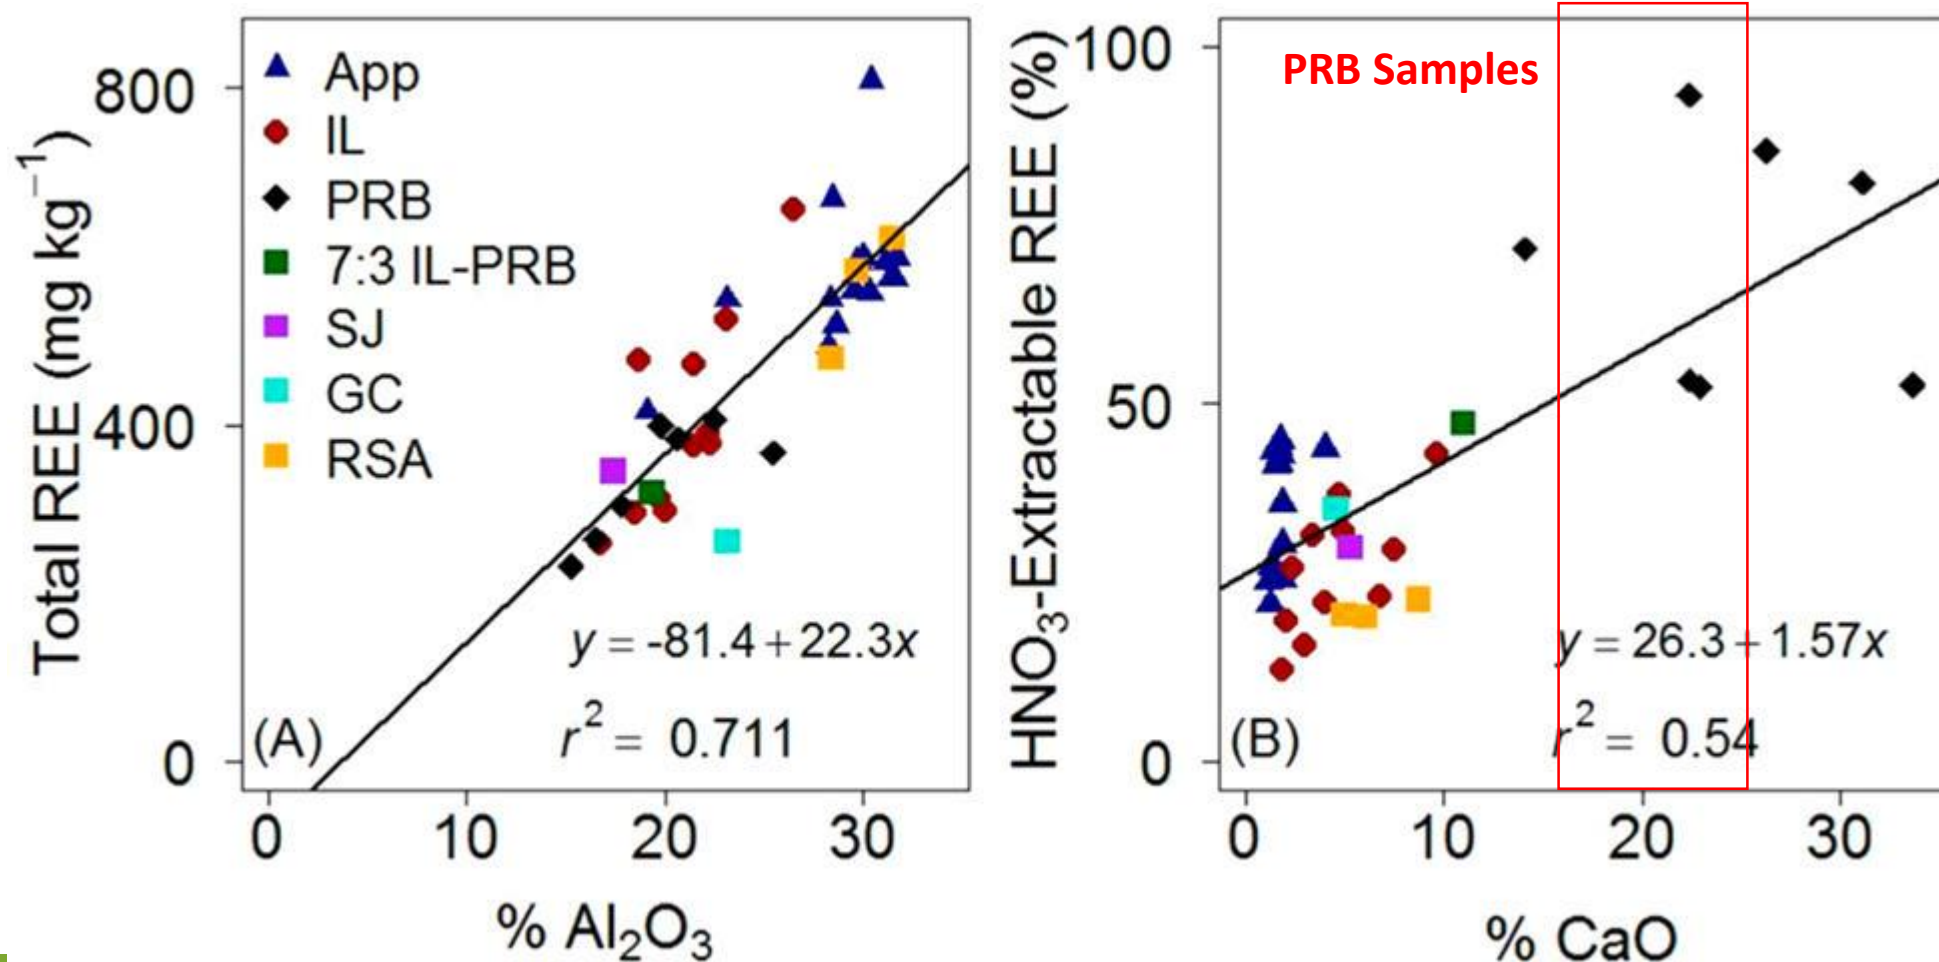 Total REE (mg kg⁻¹)
800
400
0
App
IL
PRB
7:3 IL-PRB
SJ
GC
RSA
y = -81.4+22.3x
r² = 0.711
(A)
0 10 20 30
% Al₂O₃
HNO₃-Extractable REE (%)
100
50
0
PRB Samples
y = 26.3+1.57x
r² = 0.54
(B)
0 10 20 30
% CaO